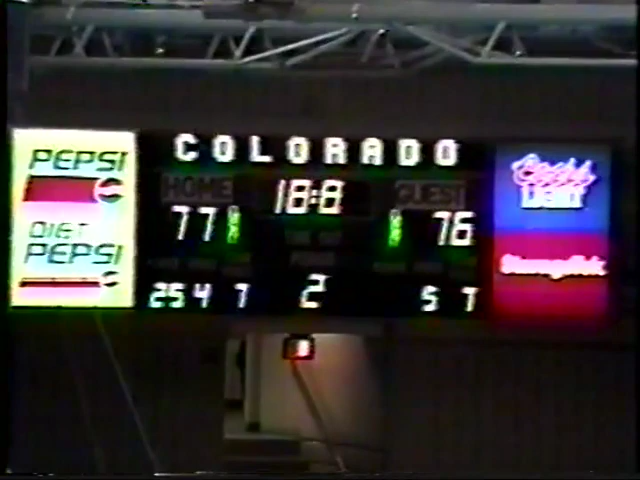 COLORADO
PEPSI
HOME
18:8
GUEST
Coors
LIGHT
77
76
DIET
PEPSI
25 4 7
2
5 7